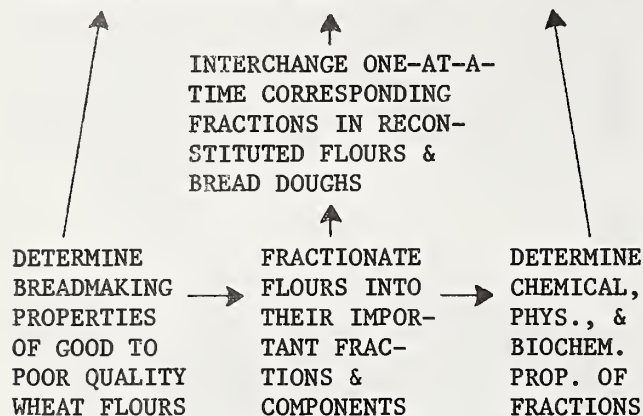 INTERCHANGE ONE-AT-A-
TIME CORRESPONDING
FRACTIONS IN RECON-
STITUTED FLOURS &
BREAD DOUGHS
DETERMINE
BREADMAKING
PROPERTIES
OF GOOD TO
POOR QUALITY
WHEAT FLOURS
FRACTIONATE
FLOURS INTO
THEIR IMPOR-
TANT FRAC-
TIONS &
COMPONENTS
DETERMINE
CHEMICAL,
PHYS., &
BIOCHEM.
PROP. OF
FRACTIONS